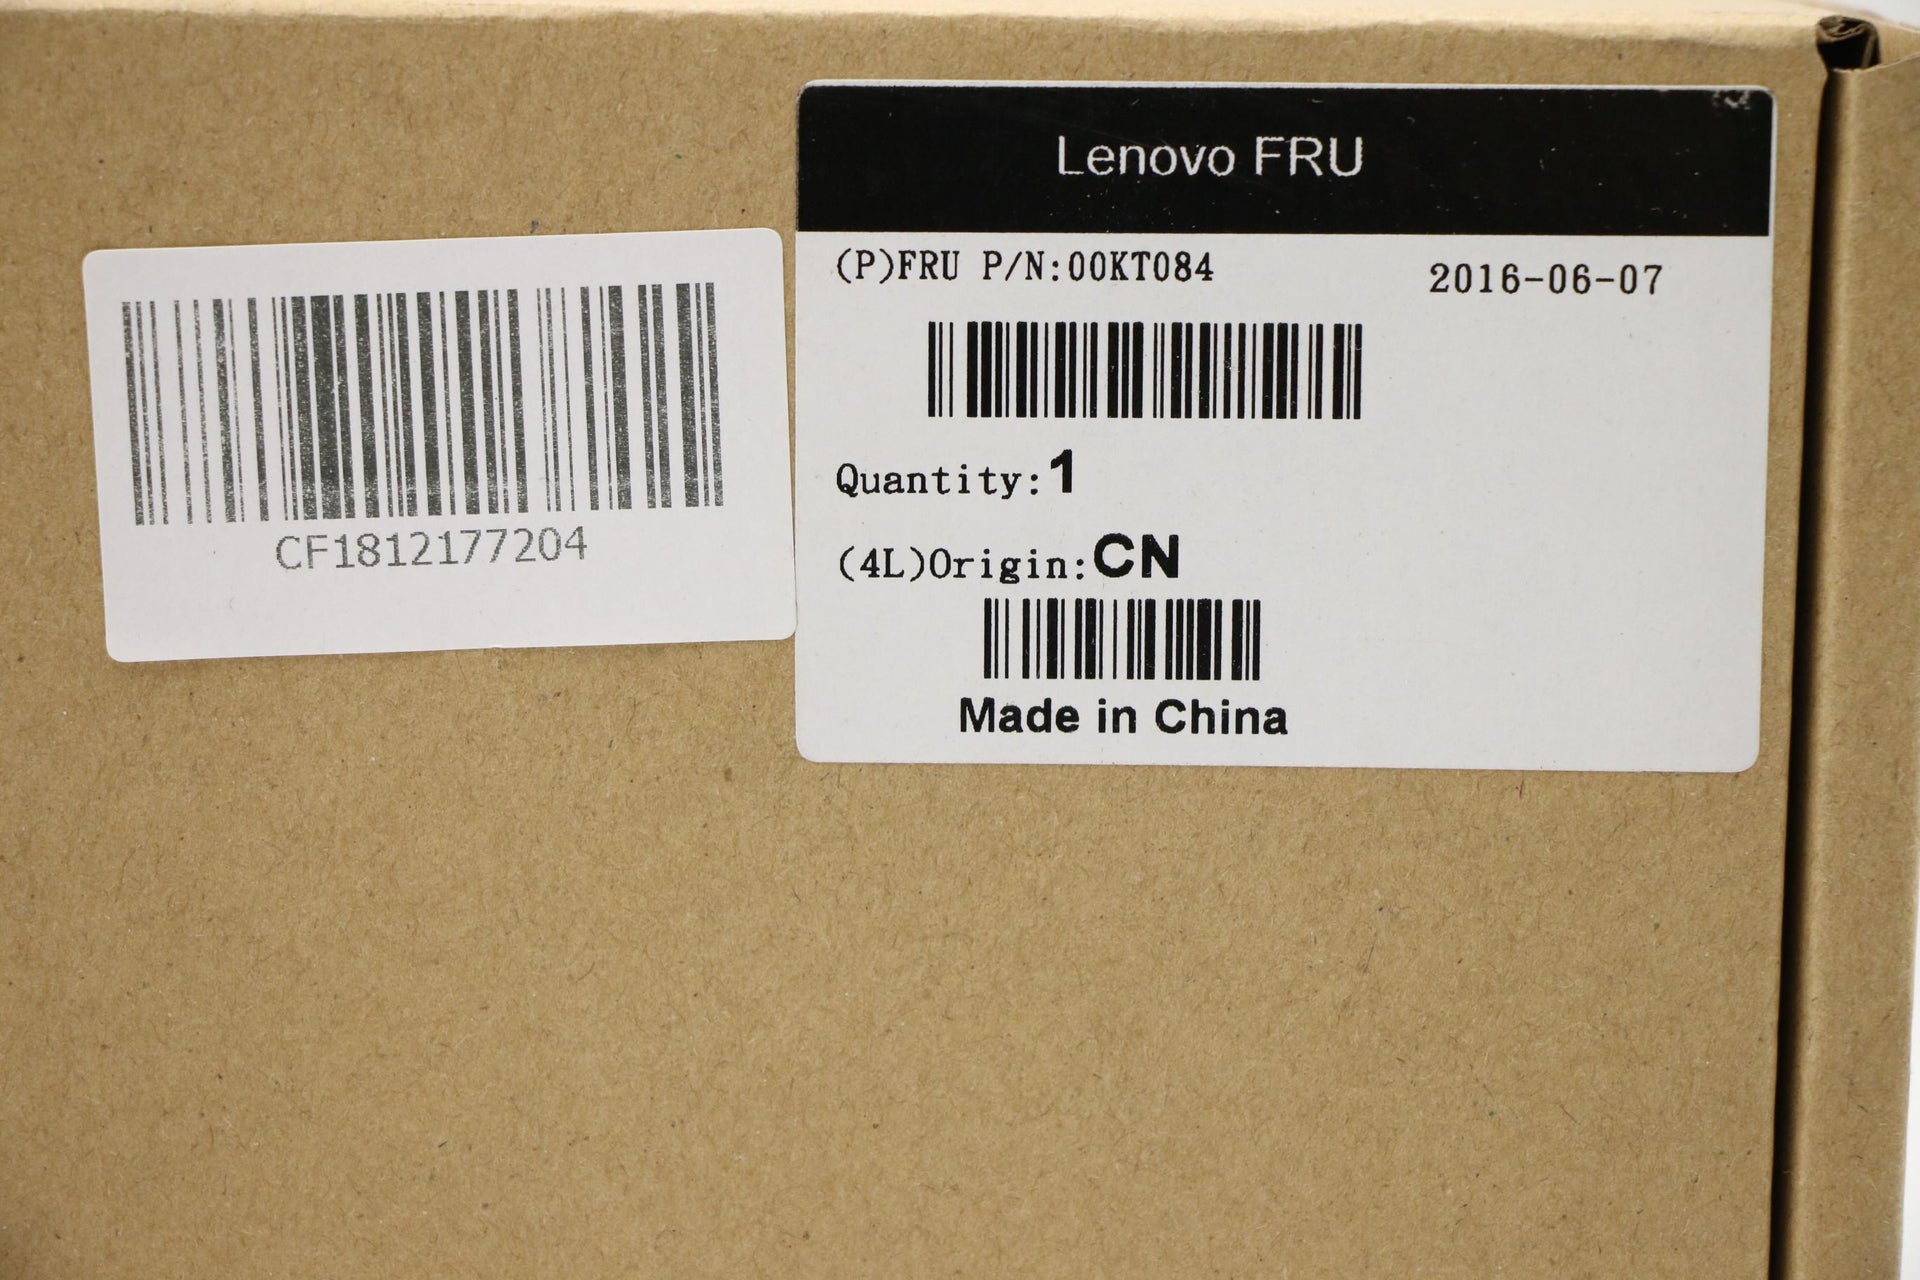 Lenovo FRU
(P)FRU P/N:00KT084
2016-06-07
Quantity:1
(4L)Origin:CN
Made in China
CF1812177204